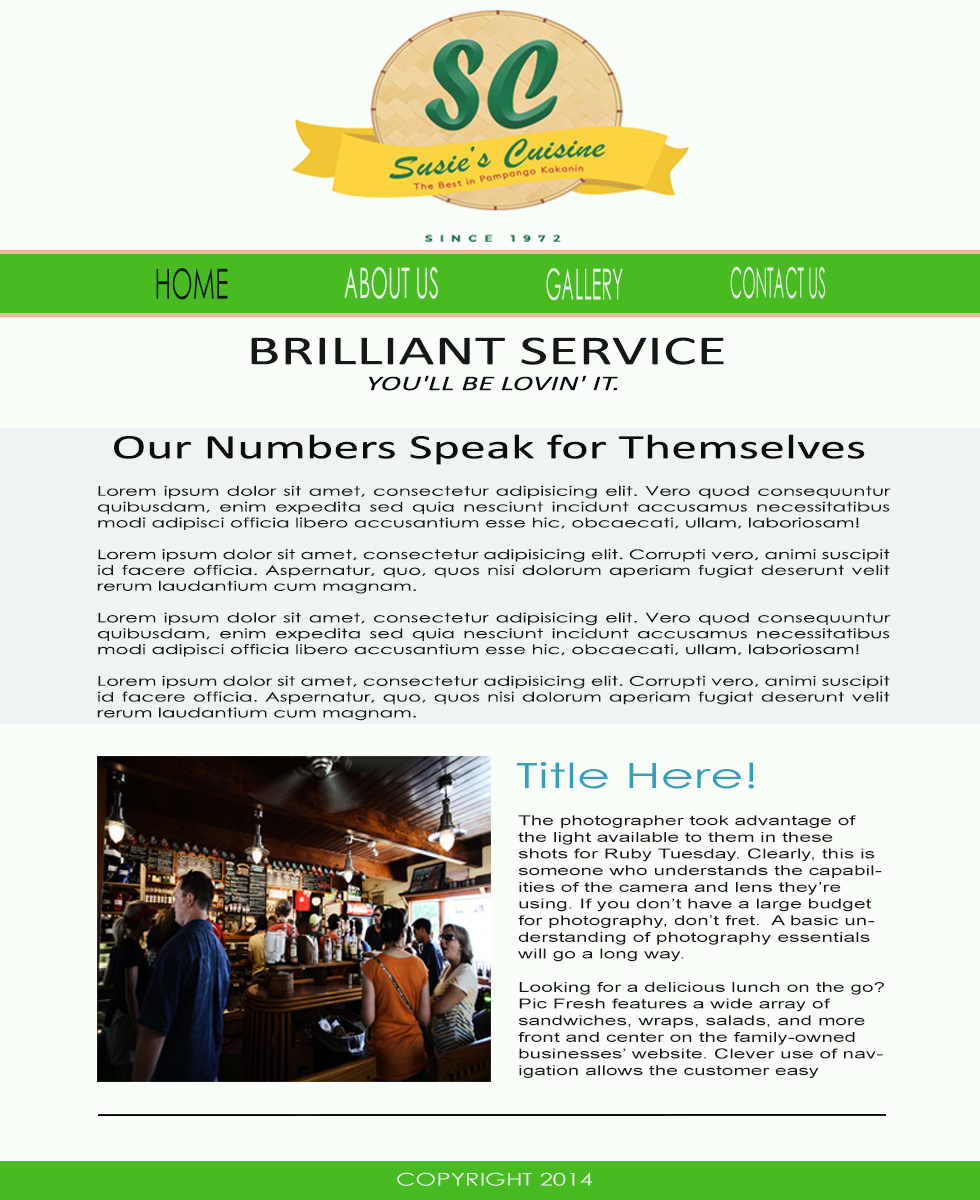 SC
Susie's Cuisine
The Best in Pampango Kakanin
SINCE 1972
HOME ABOUT US GALLERY CONTACT US
BRILLIANT SERVICE
YOU'LL BE LOVIN' IT.
Our Numbers Speak for Themselves
Lorem ipsum dolor sit amet, consectetur adipisicing elit. Vero quod consequuntur
quibusdam, enim expedita sed quia nesciunt incidunt accusamus necessitatibus
modi adipisci officia libero accusantium esse hic, obcaecati, ullam, laboriosam!
Lorem ipsum dolor sit amet, consectetur adipisicing elit. Corrupti vero, animi suscipit
id facere officia. Aspernatur, quo, quos nisi dolorum aperiam fugiat deserunt velit
rerum laudantium cum magnam.
Lorem ipsum dolor sit amet, consectetur adipisicing elit. Vero quod consequuntur
quibusdam, enim expedita sed quia nesciunt incidunt accusamus necessitatibus
modi adipisci officia libero accusantium esse hic, obcaecati, ullam, laboriosam!
Lorem ipsum dolor sit amet, consectetur adipisicing elit. Corrupti vero, animi suscipit
id facere officia. Aspernatur, quo, quos nisi dolorum aperiam fugiat deserunt velit
rerum laudantium cum magnam.
Title Here!
The photographer took advantage of
the light available to them in these
shots for Ruby Tuesday. Clearly, this is
someone who understands the capabil-
ities of the camera and lens they're
using. If you don't have a large budget
for photography, don't fret.  A basic un-
derstanding of photography essentials
will go a long way.
Looking for a delicious lunch on the go?
Pic Fresh features a wide array of
sandwiches, wraps, salads, and more
front and center on the family-owned
businesses' website. Clever use of nav-
igation allows the customer easy
COPYRIGHT 2014